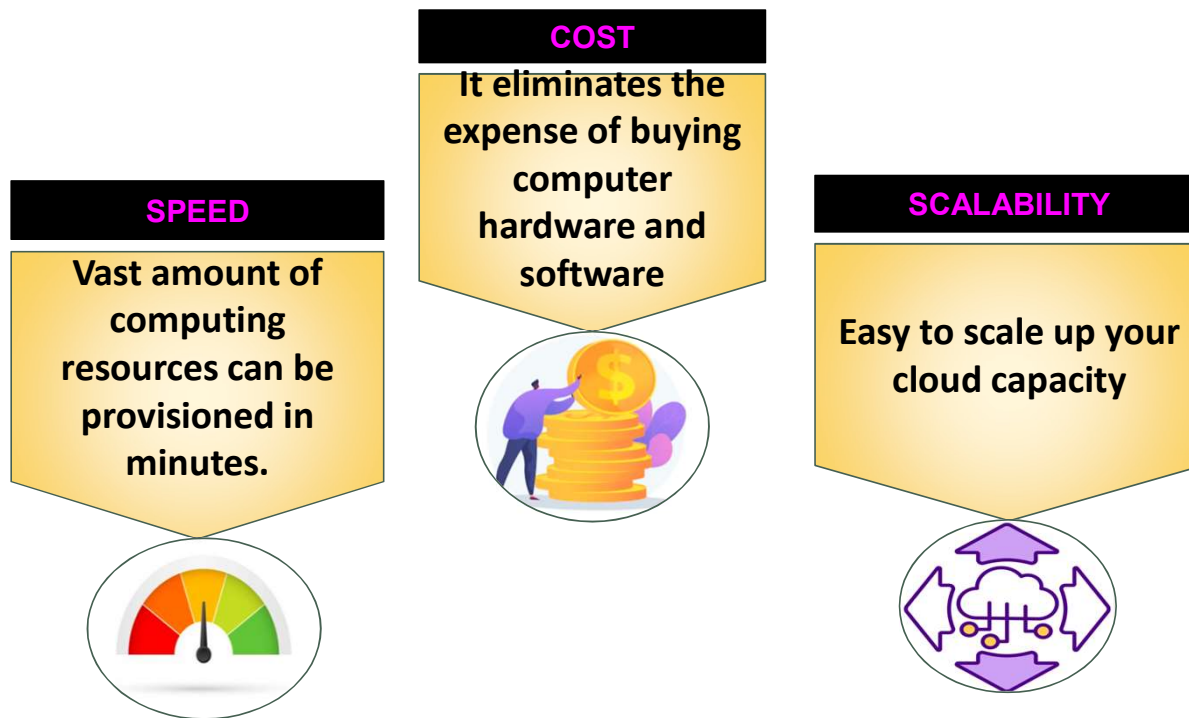 SPEED
Vast amount of
computing
resources can be
provisioned in
minutes.
COST
It eliminates the
expense of buying
computer
hardware and
software
$
SCALABILITY
Easy to scale up your
cloud capacity